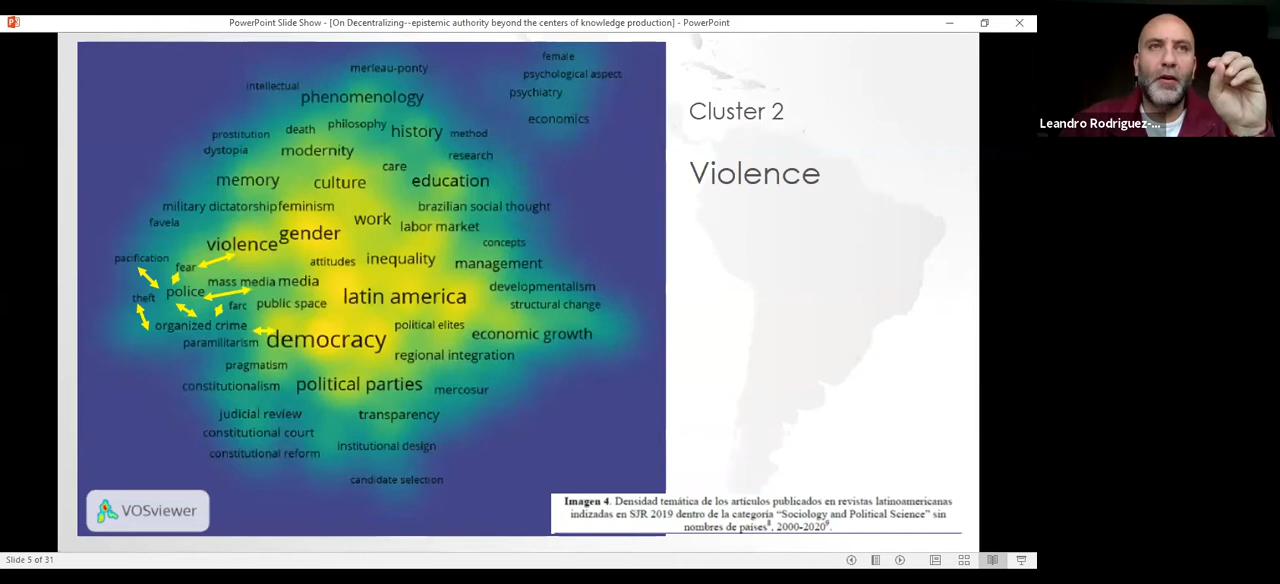 PowerPoint Slide Show - [On Decentralizing--epistemic authority beyond the centers of knowledge production] - PowerPoint
Leandro Rodriguez-...
Cluster 2
Violence
female
merleau-ponty
psychological aspect
intellectual
psychiatry
phenomenology
economics
philosophy
death
history
method
prostitution
dystopia
modernity
research
care
memory
culture
education
military dictatorship
feminism
brazilian social thought
favela
work
labor market
gender
violence
concepts
pacification
fear
attitudes
inequality
management
mass media
media
developmentalism
theft
police
farc
public space
latin america
structural change
organized crime
political elites
economic growth
paramilitarism
democracy
regional integration
pragmatism
constitutionalism
political parties
mercosur
judicial review
transparency
constitutional court
constitutional reform
institutional design
candidate selection
VOSviewer
Imagen 4. Densidad temática de los artículos publicados en revistas latinoamericanas
indizadas en SJR 2019 dentro de la categoría “Sociology and Political Science” sin
nombres de países⁸, 2000-2020⁹.
Slide 5 of 31